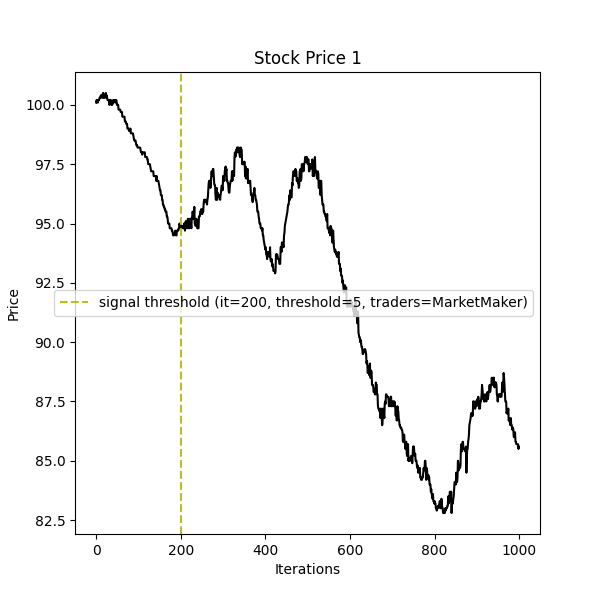 Stock Price 1
100.0
97.5
95.0
92.5
90.0
87.5
85.0
82.5
Price
signal threshold (it=200, threshold=5, traders=MarketMaker)
0 200 400 600 800 1000
Iterations